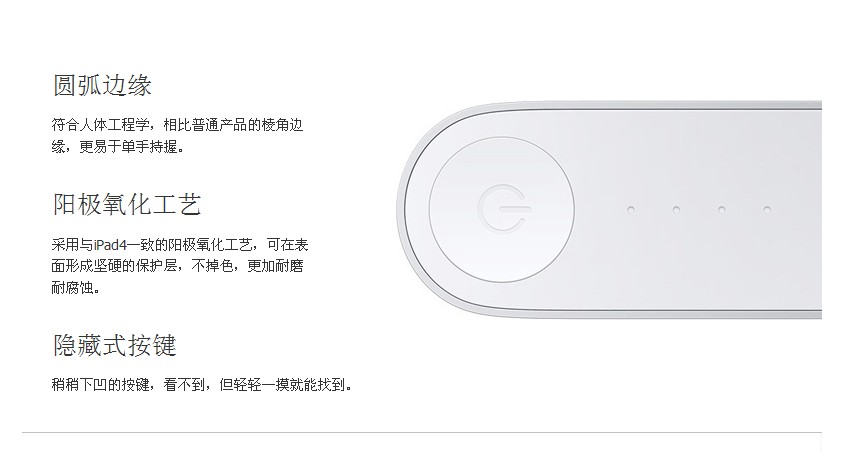 圆弧边缘
符合人体工程学，相比普通产品的棱角边
缘，更易于单手持握。
阳极氧化工艺
采用与iPad4一致的阳极氧化工艺，可在表
面形成坚硬的保护层，不掉色，更加耐磨
耐腐蚀。
隐藏式按键
稍稍下凹的按键，看不到，但轻轻一摸就能找到。